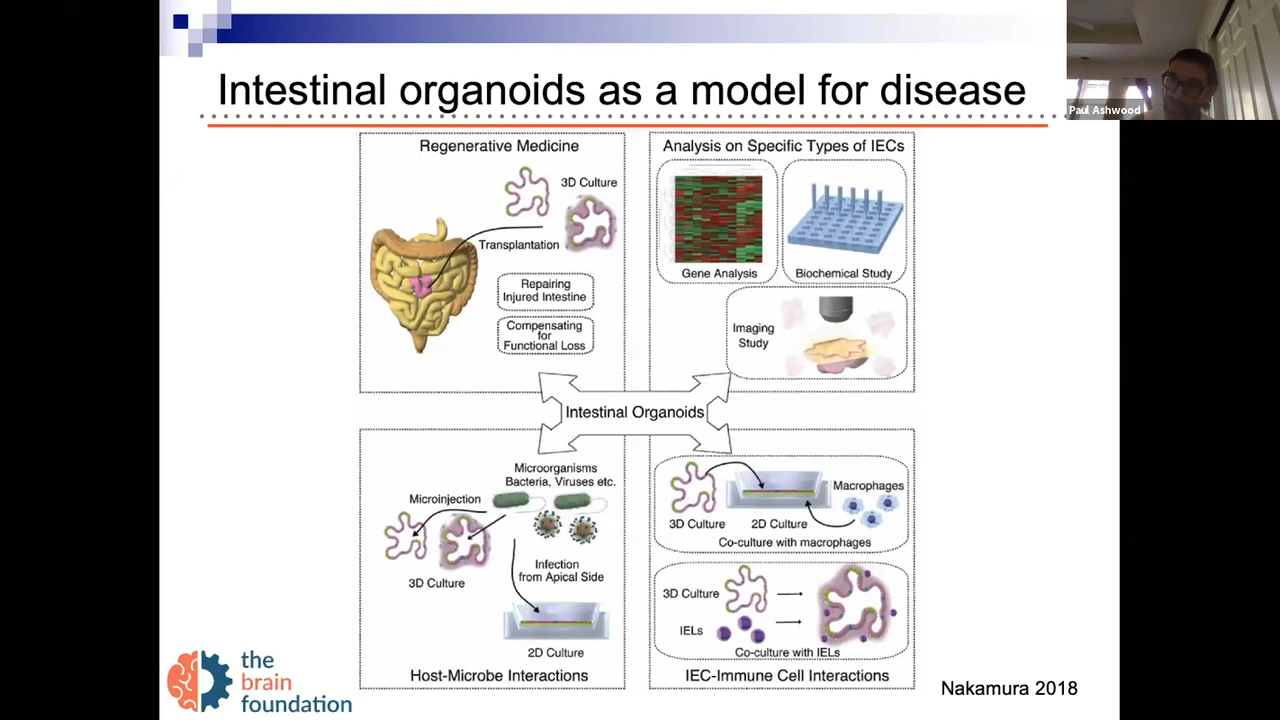 Intestinal organoids as a model for disease
Paul Ashwood
Regenerative Medicine
3D Culture
Transplantation
Repairing
Injured Intestine
Compensating
for
Functional Loss
Analysis on Specific Types of IECs
Gene Analysis
Biochemical Study
Imaging
Study
Intestinal Organoids
Microorganisms
Bacteria, Viruses etc.
Microinjection
3D Culture
Infection
from Apical Side
2D Culture
Host-Microbe Interactions
Macrophages
3D Culture
2D Culture
Co-culture with macrophages
3D Culture
IELs
Co-culture with IELs
IEC-Immune Cell Interactions
the
brain
foundation
Nakamura 2018